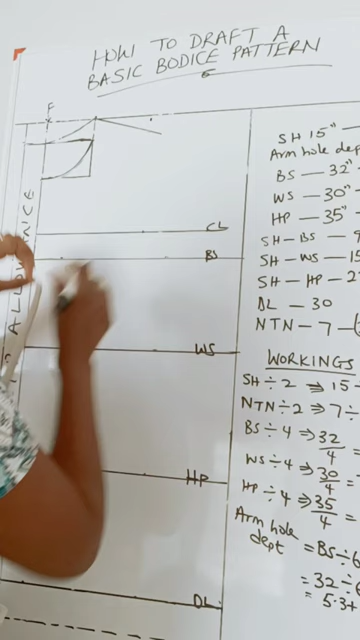 HOW TO DRAFT A
BASIC BODICE PATTERN
F
CL
BS
WS
HP
DL
SH 15"
Arm hole dep
BS — 32"
WS — 30"
HP — 35"
SH — BS —
SH — WS — 15
SH — HP — 2
DL — 30
NTN — 7 —
WORKINGS
SH ÷ 2 ⇒ 15
NTN ÷ 2 ⇒ 7 ÷
BS ÷ 4 ⇒ 32/4 =
WS ÷ 4 ⇒ 30/4 =
HP ÷ 4 ⇒ 35/4 =
Arm hole
dept = BS ÷ 6
= 32 ÷ 6
= 5.3+